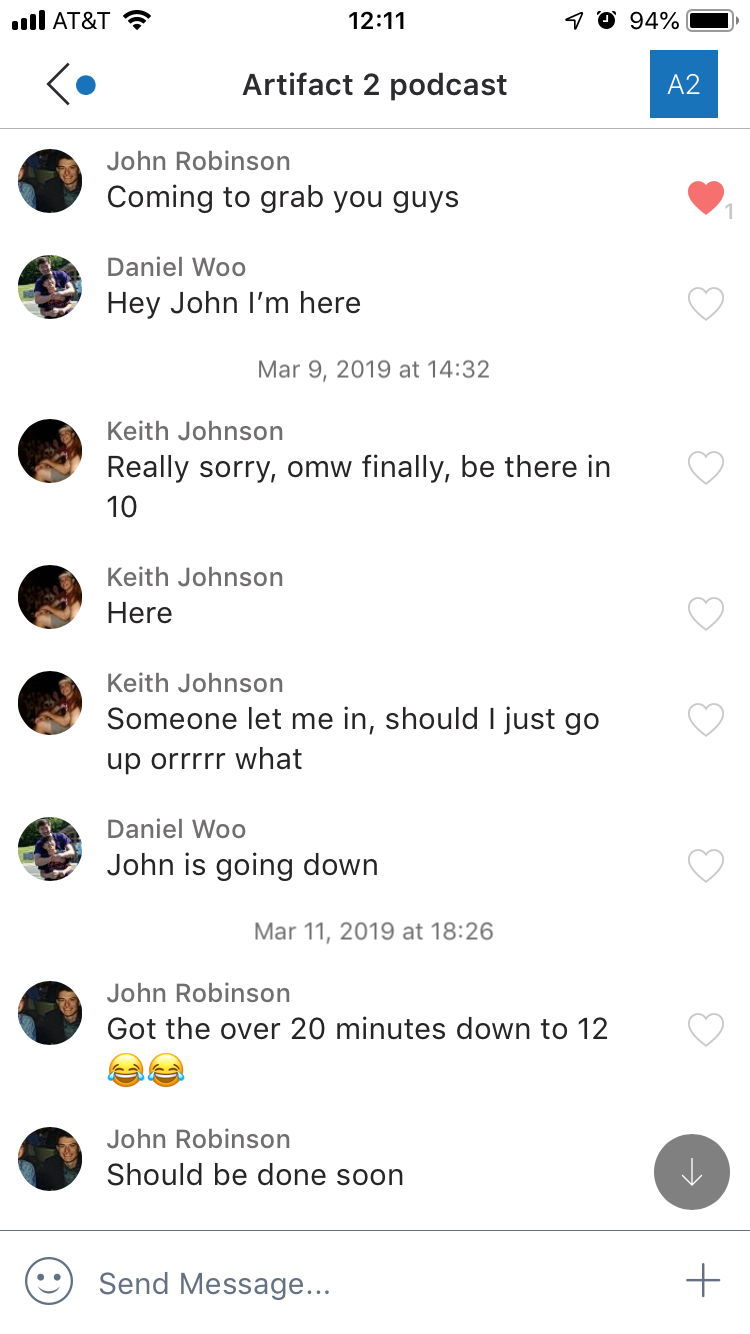 AT&T 12:11 94%
Artifact 2 podcast A2
John Robinson
Coming to grab you guys
1
Daniel Woo
Hey John I’m here
Mar 9, 2019 at 14:32
Keith Johnson
Really sorry, omw finally, be there in
10
Keith Johnson
Here
Keith Johnson
Someone let me in, should I just go
up orrrrr what
Daniel Woo
John is going down
Mar 11, 2019 at 18:26
John Robinson
Got the over 20 minutes down to 12
😂😂
John Robinson
Should be done soon
Send Message...